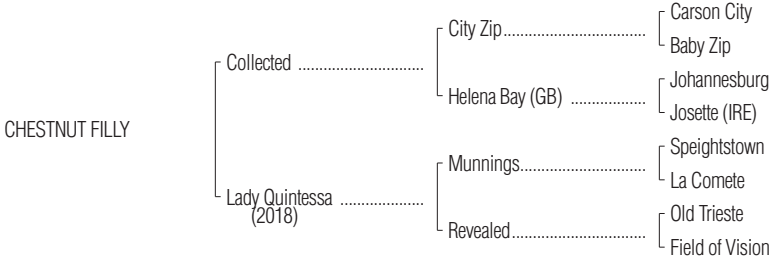 Carson City
City Zip
Baby Zip
Collected
Johannesburg
Helena Bay (GB)
Josette (IRE)
CHESTNUT FILLY
Speightstown
Munnings
La Comete
Lady Quintessa
(2018)
Old Trieste
Revealed
Field of Vision